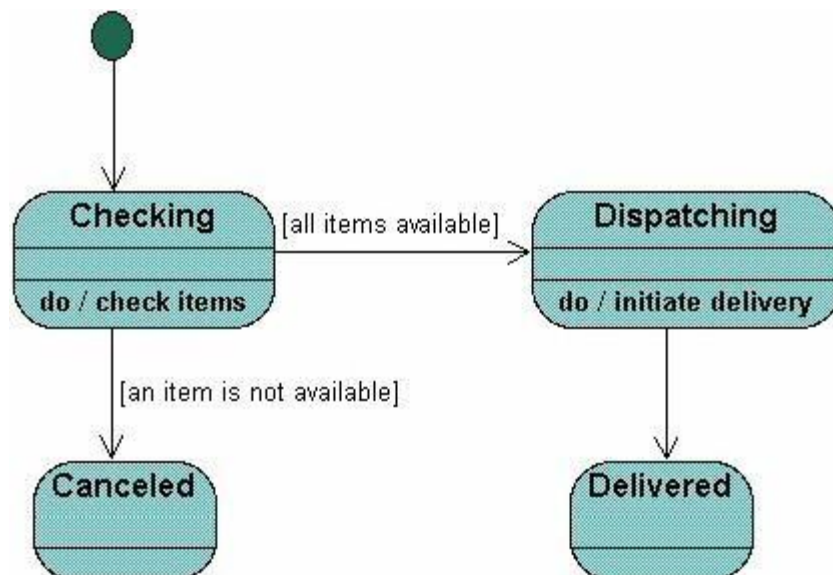 Checking
[all items available]
Dispatching
do / check items
do / initiate delivery
[an item is not available]
Canceled
Delivered